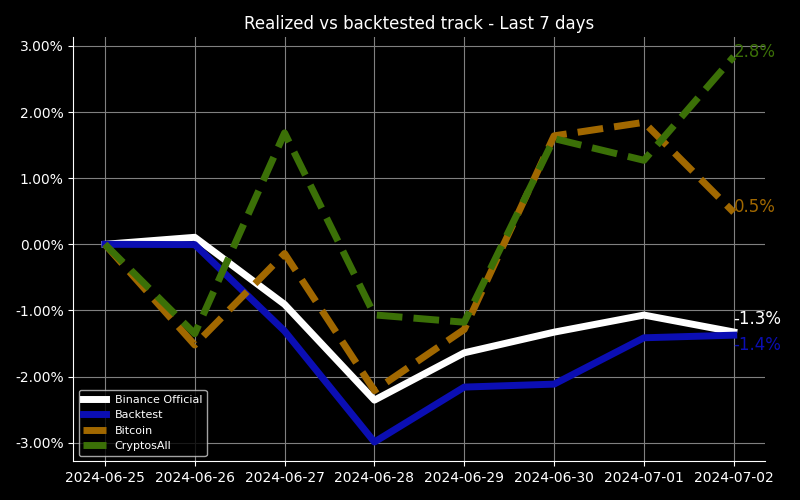 Realized vs backtested track - Last 7 days
3.00%
2.00%
1.00%
0.00%
-1.00%
-2.00%
-3.00%
2.8%
0.5%
-1.3%
-1.4%
Binance Official
Backtest
Bitcoin
CryptosAll
2024-06-25 2024-06-26 2024-06-27 2024-06-28 2024-06-29 2024-06-30 2024-07-01 2024-07-02